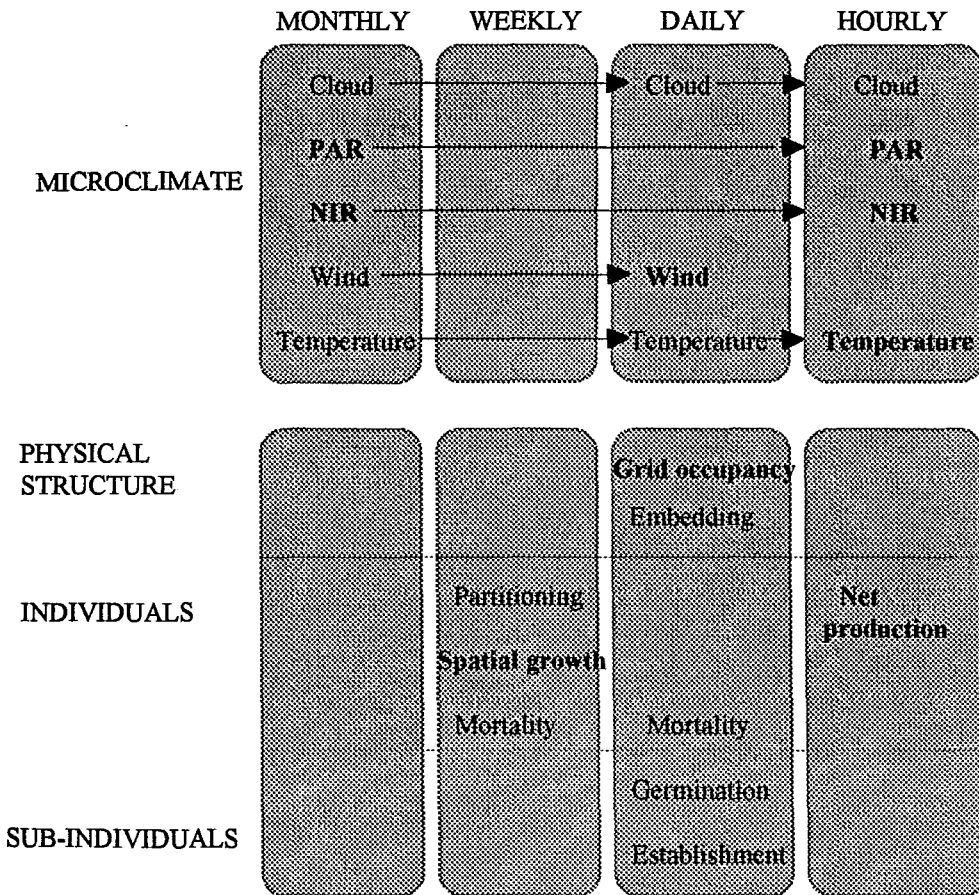 MONTHLY WEEKLY DAILY HOURLY
Cloud Cloud Cloud
PAR PAR
MICROCLIMATE
NIR NIR
Wind Wind
Temperature Temperature Temperature
PHYSICAL
STRUCTURE
Grid occupancy
Embedding
INDIVIDUALS
Partitioning Net
production
Spatial growth
Mortality Mortality
Germination
SUB-INDIVIDUALS
Establishment